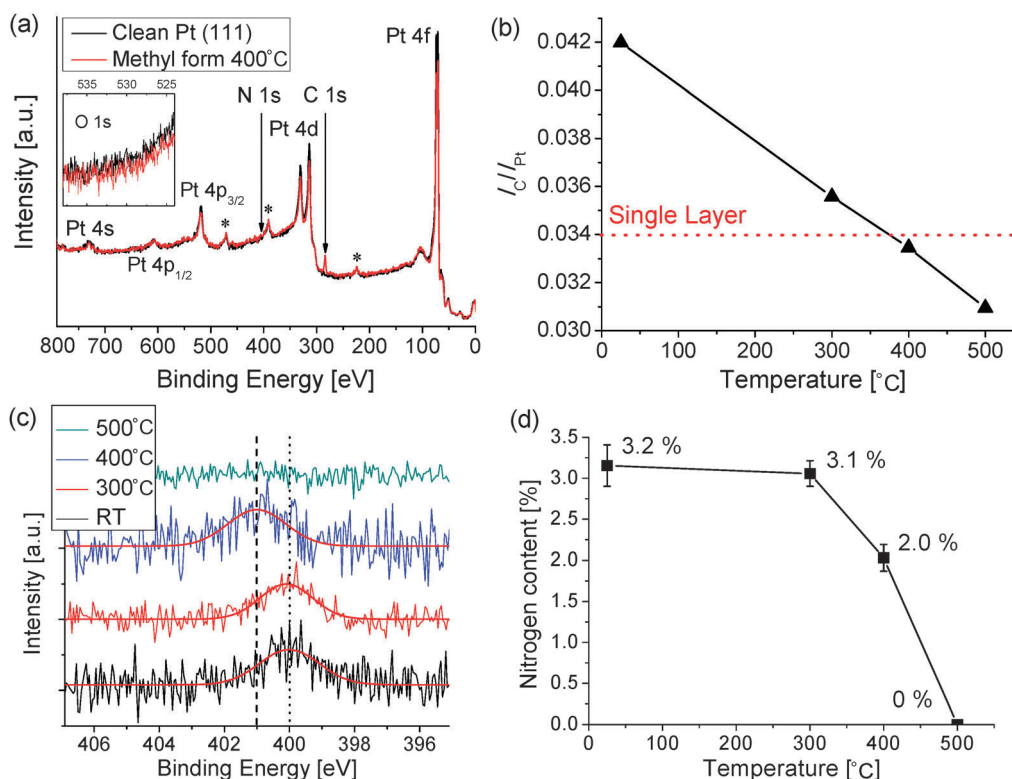 (a)
Clean Pt (111)
Methyl form 400°C
Pt 4f
535 530 525
O 1s
N 1s C 1s
Pt 4d
Pt 4p3/2
* * *
Pt 4s
Pt 4p1/2
Intensity [a.u.]
800 700 600 500 400 300 200 100 0
Binding Energy [eV]
(b)
0.042
0.040
0.038
0.036
0.034
0.032
0.030
IC/IPt
Single Layer
0 100 200 300 400 500
Temperature [°C]
(c)
500°C
400°C
300°C
RT
Intensity [a.u.]
406 404 402 400 398 396
Binding Energy [eV]
(d)
3.5
3.0
2.5
2.0
1.5
1.0
0.5
0.0
Nitrogen content [%]
3.2 %
3.1 %
2.0 %
0 %
0 100 200 300 400 500
Temperature [°C]